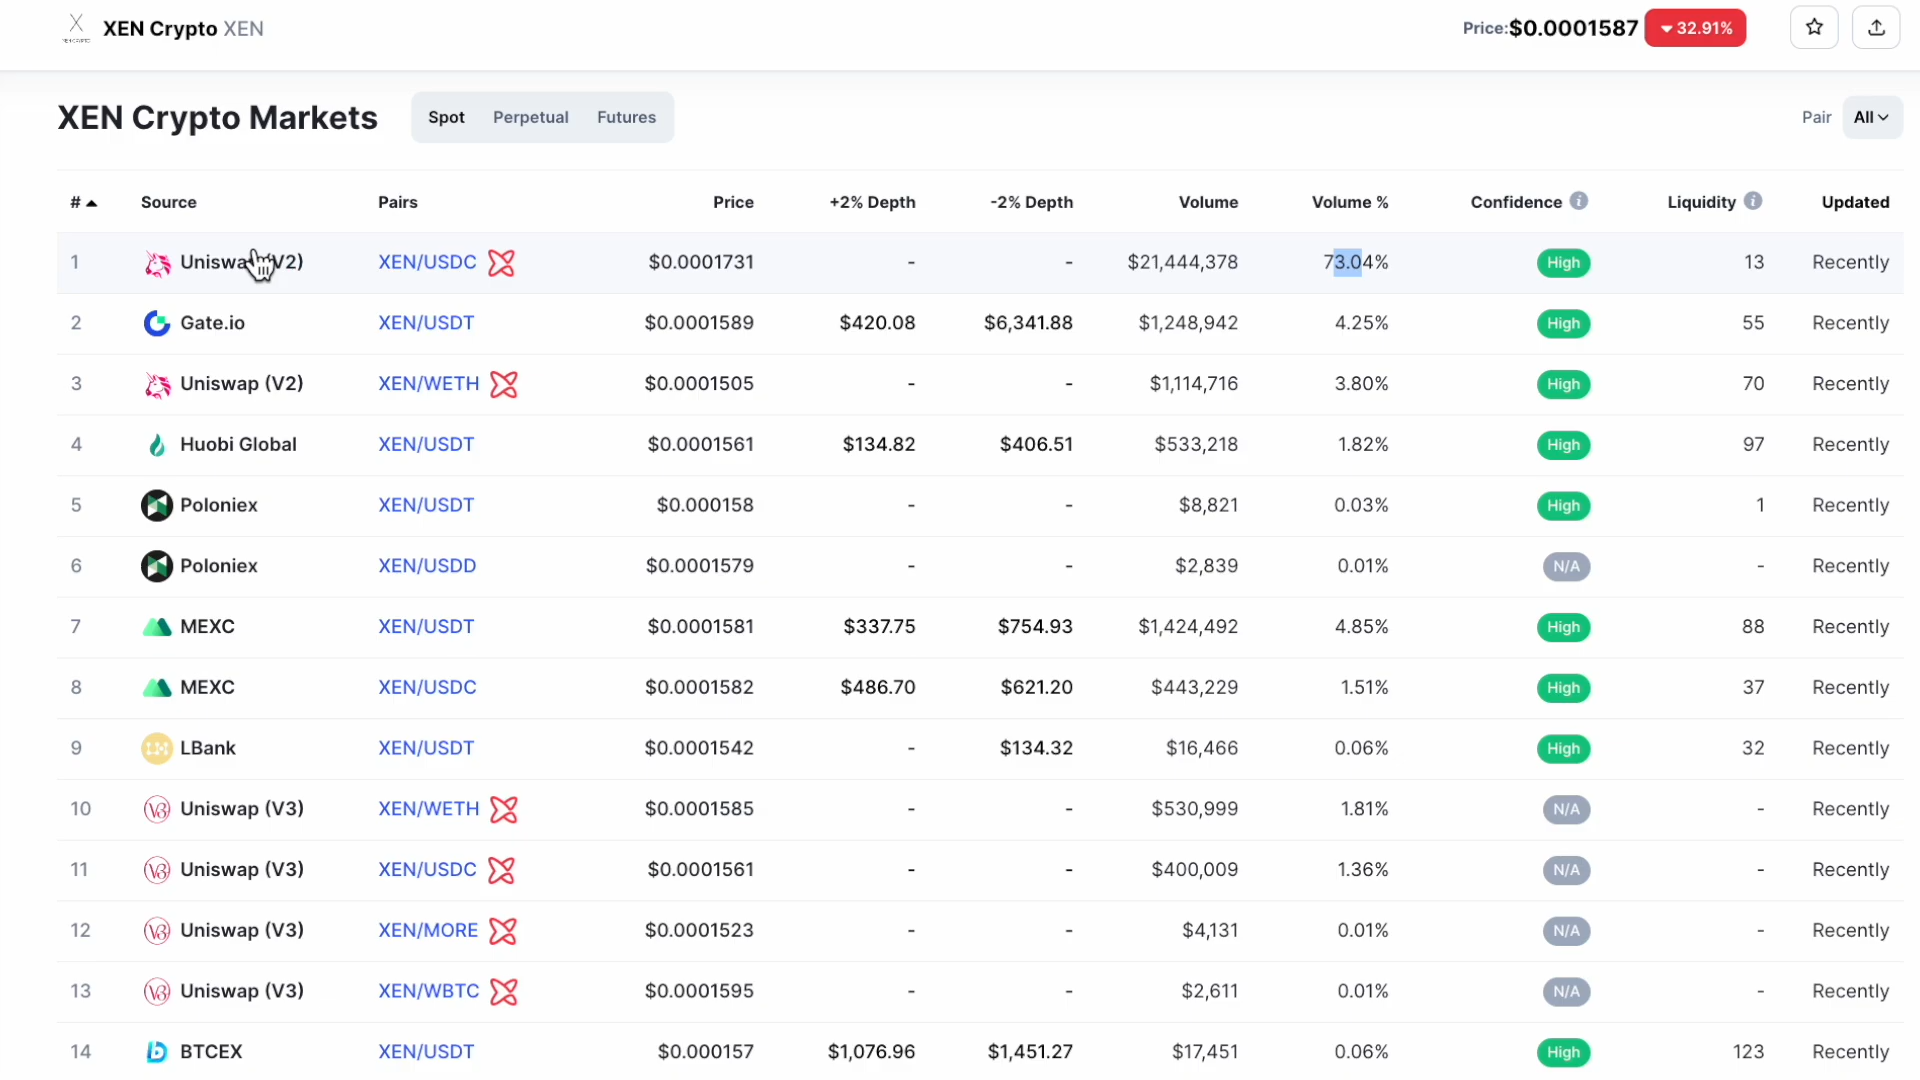 XEN Crypto XEN Price:$0.0001587 32.91%
XEN Crypto Markets Spot Perpetual Futures Pair All
# Source Pairs Price +2% Depth -2% Depth Volume Volume % Confidence Liquidity Updated
1 Uniswap (V2) XEN/USDC $0.0001731 - - $21,444,378 73.04% High 13 Recently
2 Gate.io XEN/USDT $0.0001589 $420.08 $6,341.88 $1,248,942 4.25% High 55 Recently
3 Uniswap (V2) XEN/WETH $0.0001505 - - $1,114,716 3.80% High 70 Recently
4 Huobi Global XEN/USDT $0.0001561 $134.82 $406.51 $533,218 1.82% High 97 Recently
5 Poloniex XEN/USDT $0.000158 - - $8,821 0.03% High 1 Recently
6 Poloniex XEN/USDD $0.0001579 - - $2,839 0.01% N/A - Recently
7 MEXC XEN/USDT $0.0001581 $337.75 $754.93 $1,424,492 4.85% High 88 Recently
8 MEXC XEN/USDC $0.0001582 $486.70 $621.20 $443,229 1.51% High 37 Recently
9 LBank XEN/USDT $0.0001542 - $134.32 $16,466 0.06% High 32 Recently
10 Uniswap (V3) XEN/WETH $0.0001585 - - $530,999 1.81% N/A - Recently
11 Uniswap (V3) XEN/USDC $0.0001561 - - $400,009 1.36% N/A - Recently
12 Uniswap (V3) XEN/MORE $0.0001523 - - $4,131 0.01% N/A - Recently
13 Uniswap (V3) XEN/WBTC $0.0001595 - - $2,611 0.01% N/A - Recently
14 BTCEX XEN/USDT $0.000157 $1,076.96 $1,451.27 $17,451 0.06% High 123 Recently